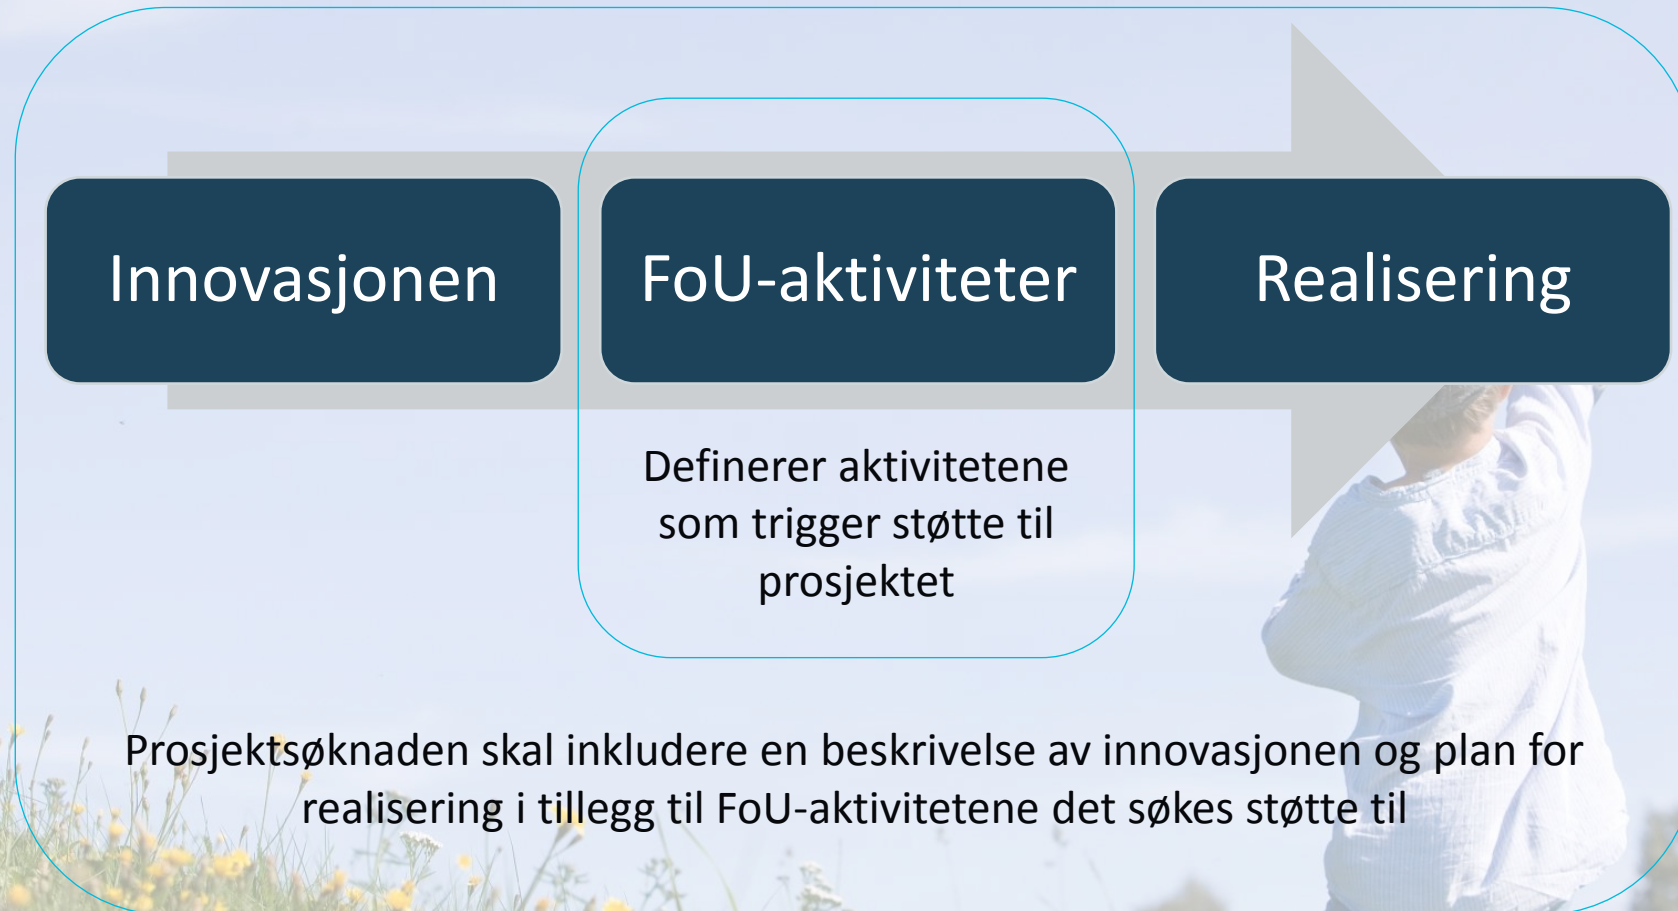 Innovasjonen
FoU-aktiviteter
Realisering
Definerer aktivitetene
som trigger støtte til
prosjektet
Prosjektsøknaden skal inkludere en beskrivelse av innovasjonen og plan for
realisering i tillegg til FoU-aktivitetene det søkes støtte til